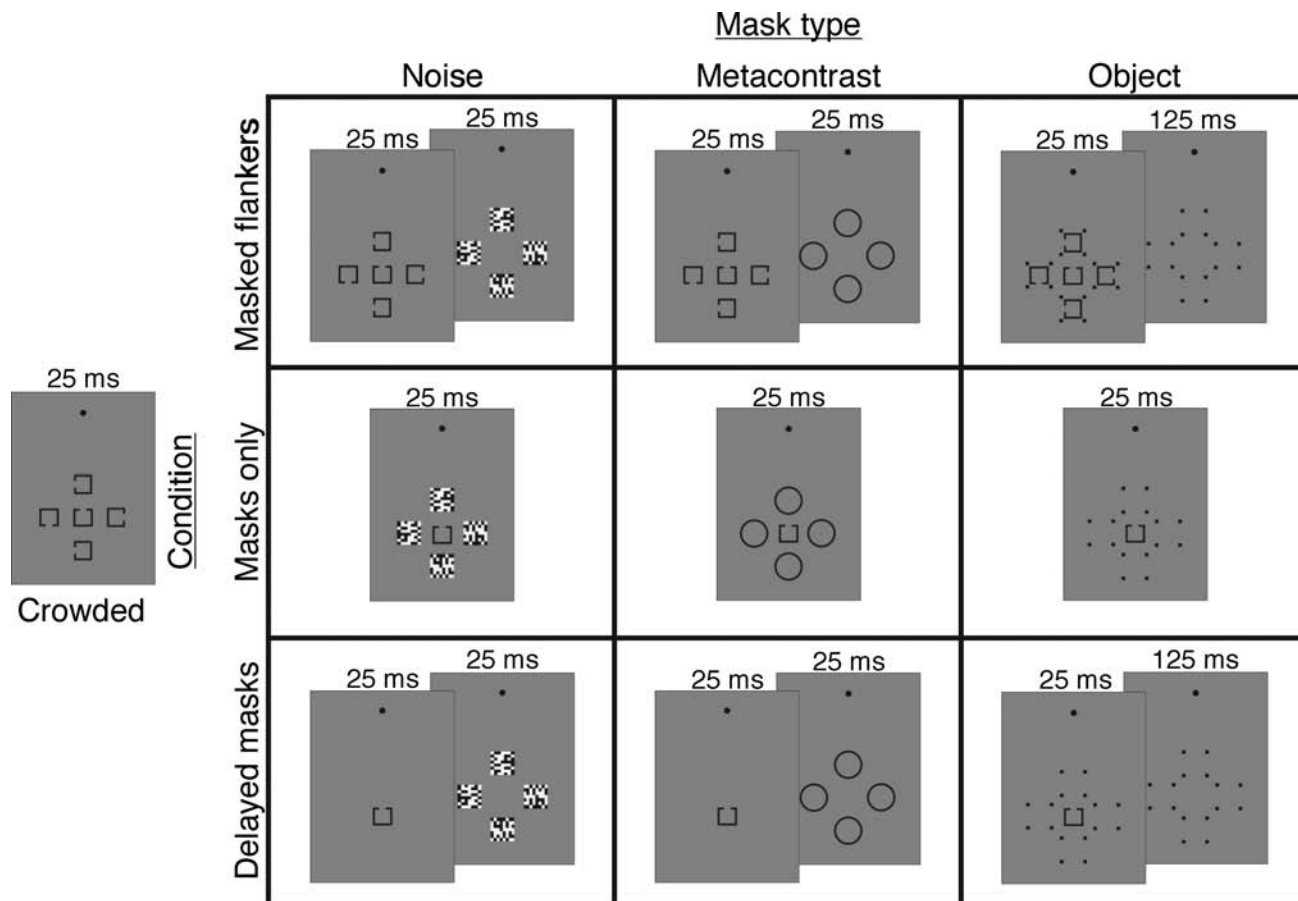 Mask type
Noise Metacontrast Object
Masked flankers
25 ms 25 ms
25 ms 25 ms
25 ms 125 ms
25 ms
Crowded
Condition
Masks only
25 ms
25 ms
25 ms
Delayed masks
25 ms 25 ms
25 ms 25 ms
25 ms 125 ms